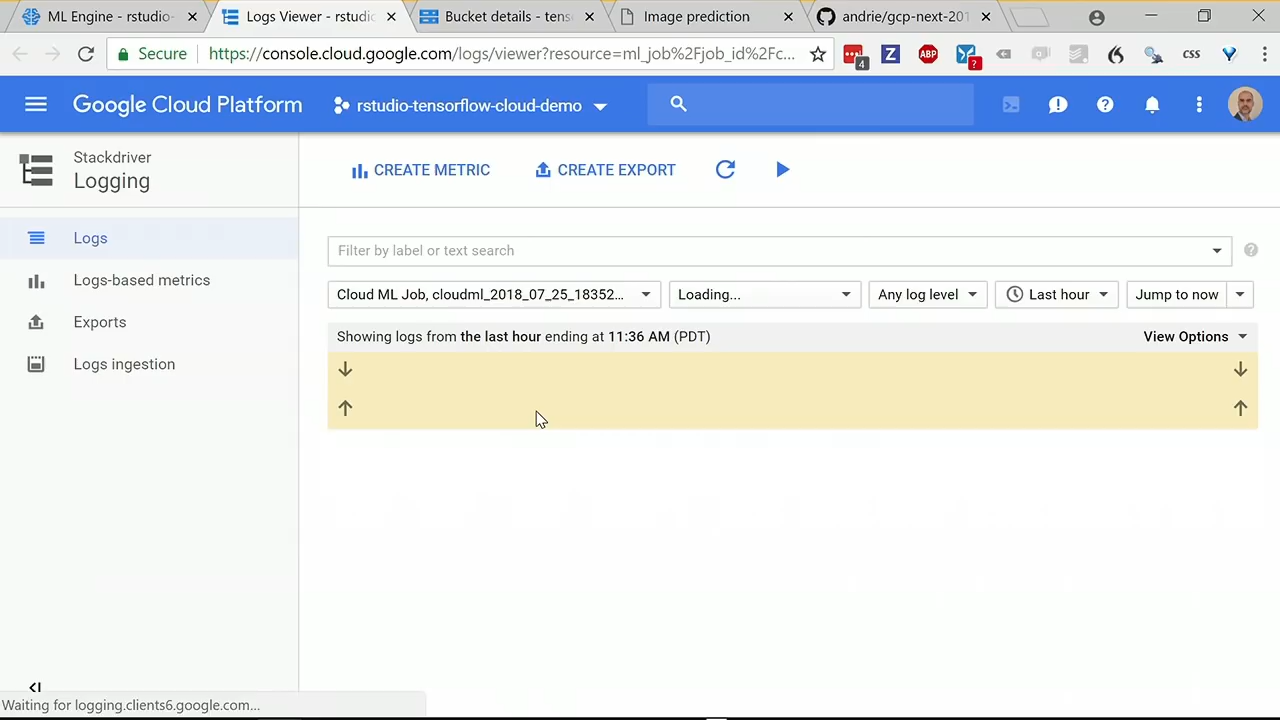 ML Engine - rstudio-
Logs Viewer - rstudio
Bucket details - tens
Image prediction
andrie/gcp-next-201
Secure
https://console.cloud.google.com/logs/viewer?resource=ml_job%2Fjob_id%2Fc...
4
Z
ABP
?
css
Google Cloud Platform
rstudio-tensorflow-cloud-demo
Stackdriver
Logging
CREATE METRIC
CREATE EXPORT
Logs
Logs-based metrics
Exports
Logs ingestion
Filter by label or text search
Cloud ML Job, cloudml_2018_07_25_18352...
Loading...
Any log level
Last hour
Jump to now
Showing logs from the last hour ending at 11:36 AM (PDT)
View Options
Waiting for logging.clients6.google.com...